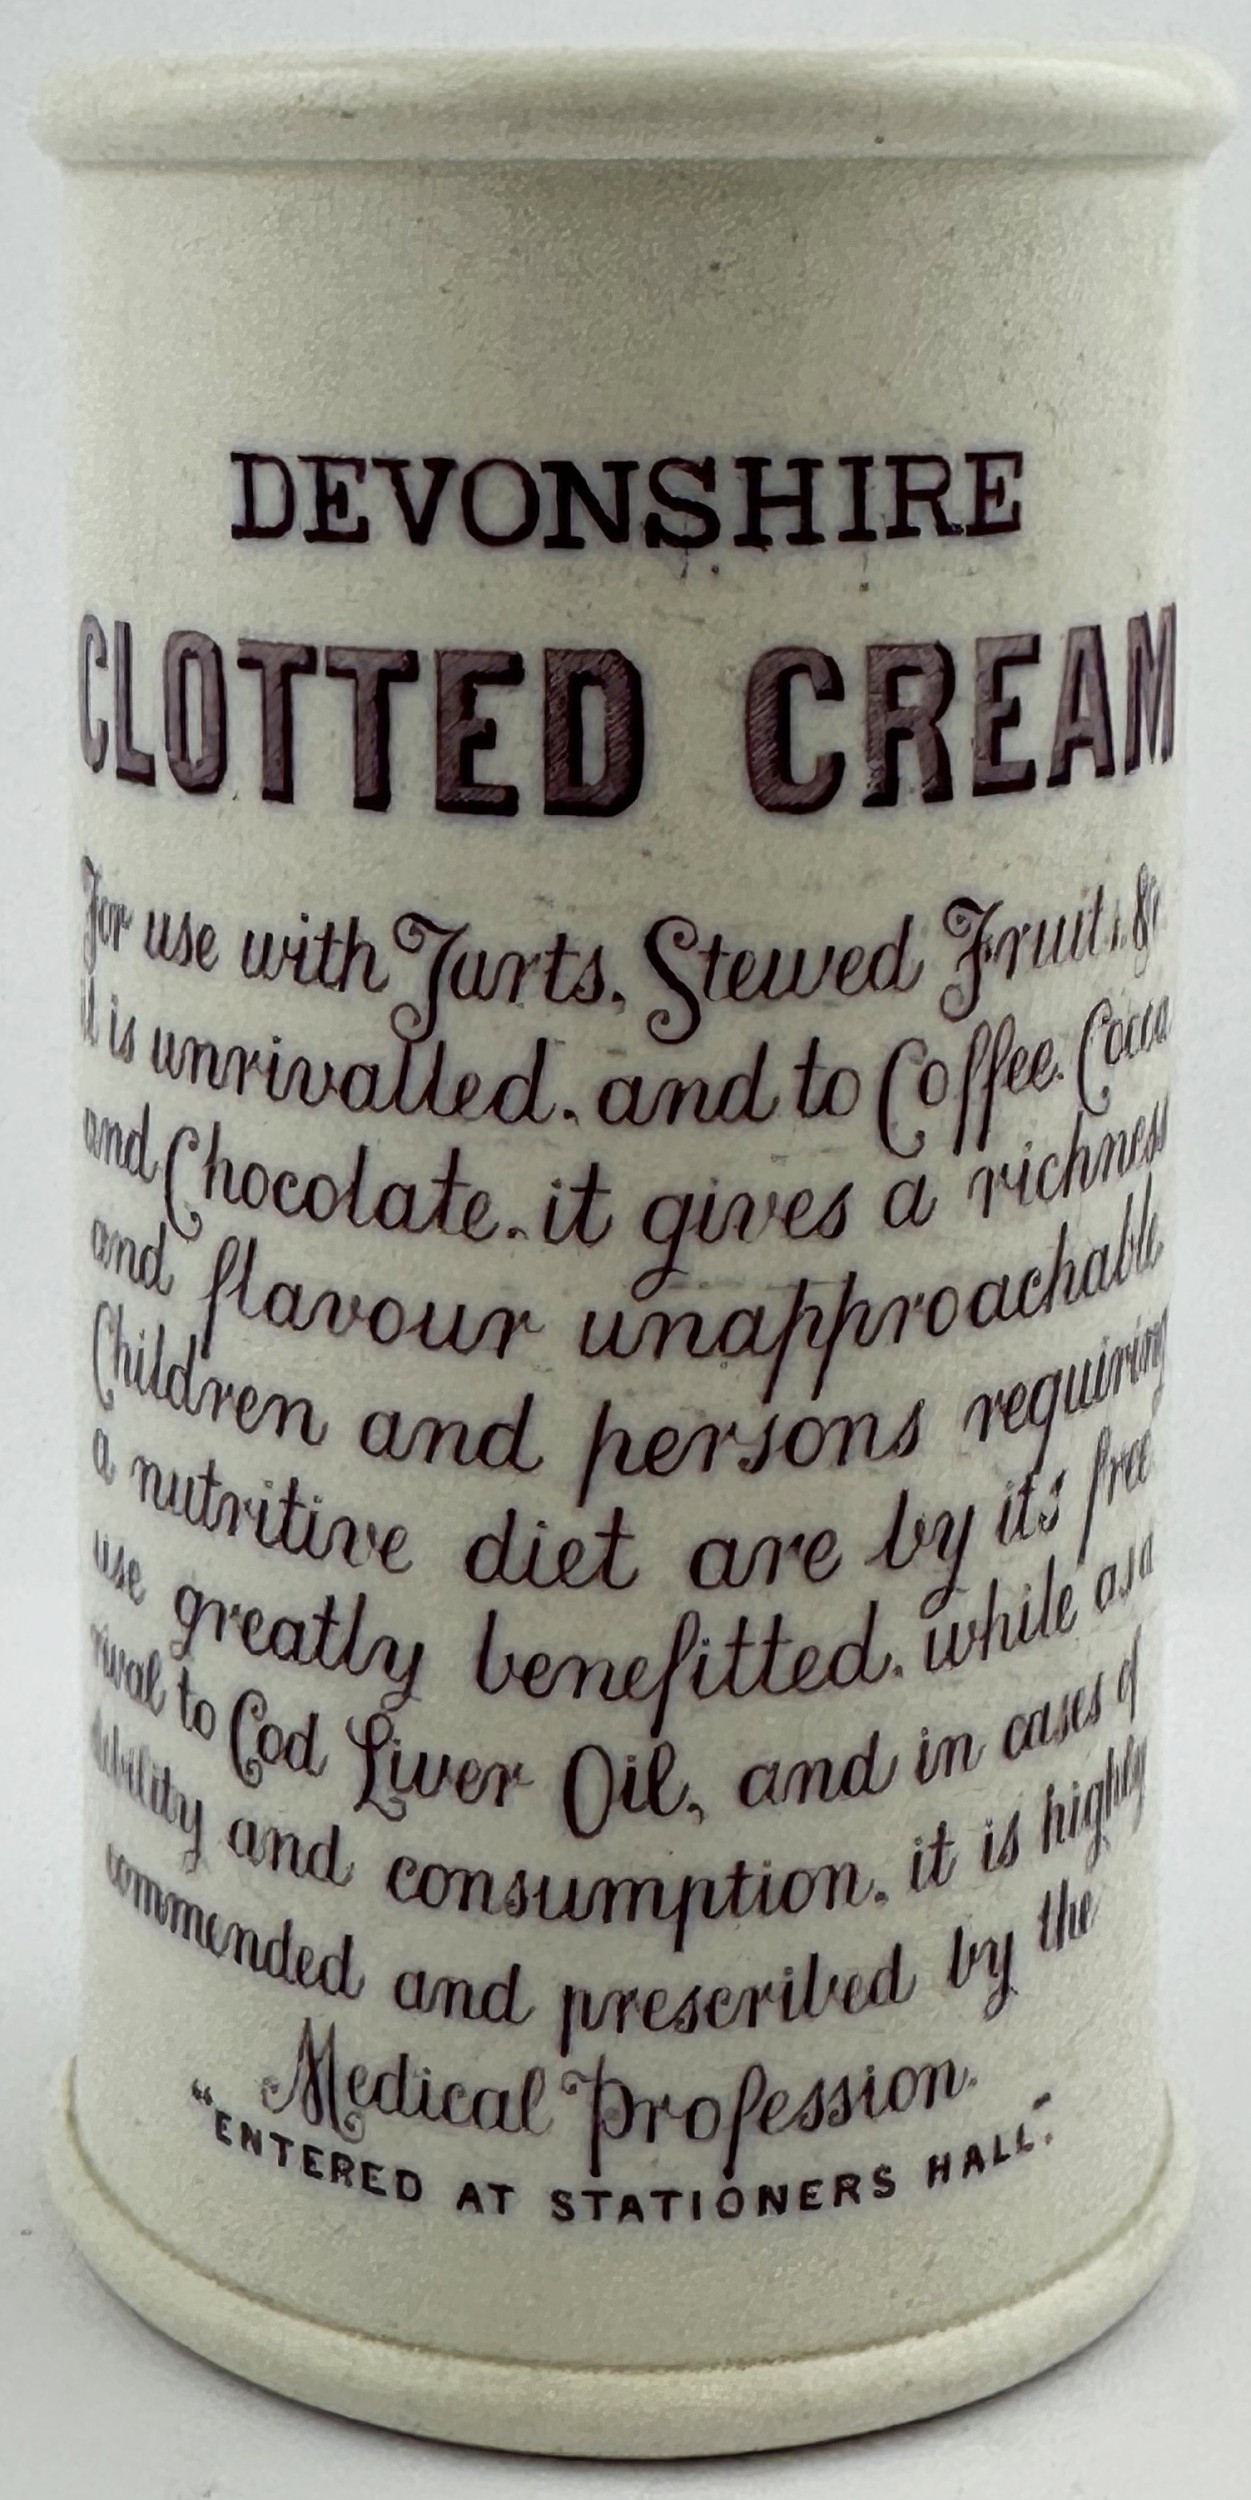 DEVONSHIRE
CLOTTED CREAM
For use with Tarts, Stewed Fruits &c
it is unrivalled, and to Coffee, Cocoa
and Chocolate, it gives a richness
and flavour unapproachable
Children and persons requiring
a nutritive diet are by its free
use greatly benefitted, while as a
rival to Cod Liver Oil, and in cases of
debility and consumption, it is highly
commended and prescribed by the
Medical Profession.
"ENTERED AT STATIONERS HALL."